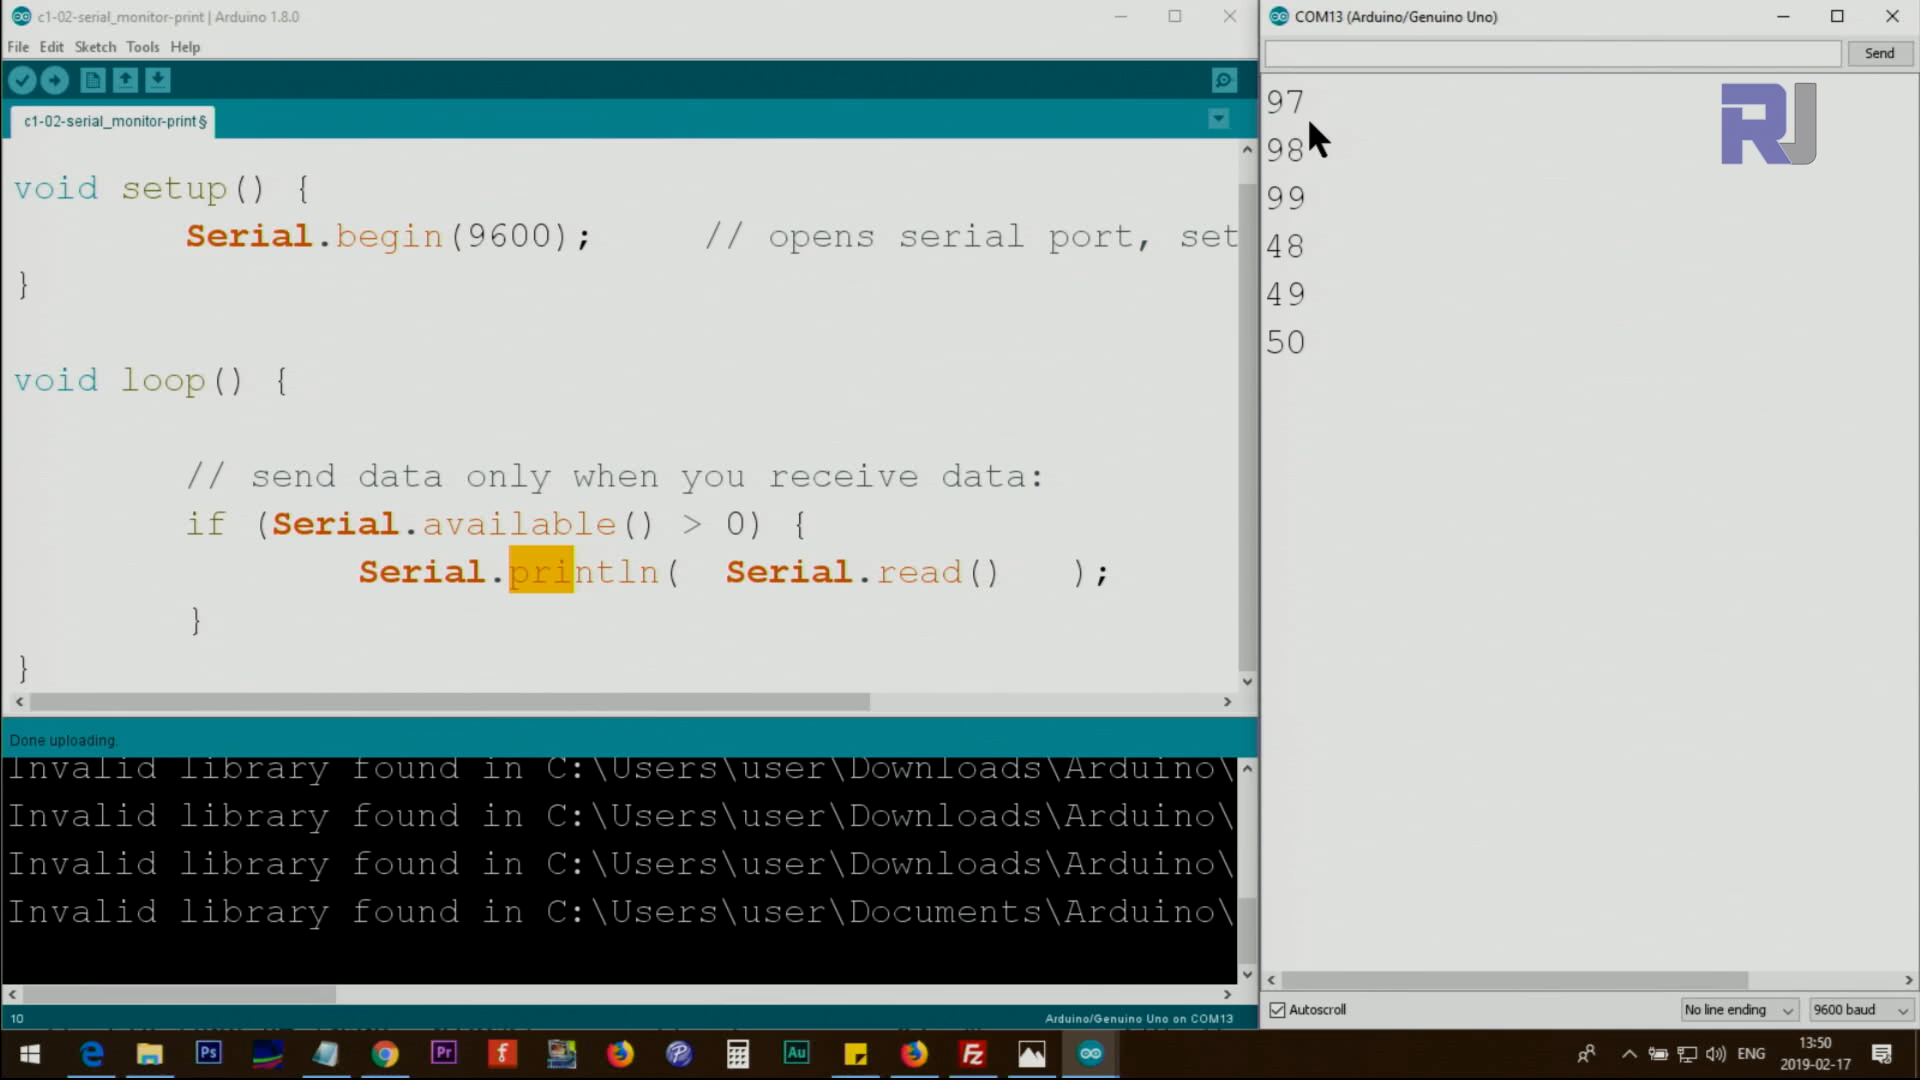 c1-02-serial_monitor-print | Arduino 1.8.0
File Edit Sketch Tools Help
c1-02-serial_monitor-print§
void setup() {
Serial.begin(9600); // opens serial port, set
}
void loop() {
// send data only when you receive data:
if (Serial.available() > 0) {
Serial.println( Serial.read() );
}
}
Done uploading.
Invalid library found in C:\Users\user\Downloads\Arduino\
Invalid library found in C:\Users\user\Downloads\Arduino\
Invalid library found in C:\Users\user\Downloads\Arduino\
Invalid library found in C:\Users\user\Documents\Arduino\
10
Arduino/Genuino Uno on COM13
COM13 (Arduino/Genuino Uno)
Send
RJ
97
98
99
48
49
50
Autoscroll
No line ending
9600 baud
Ps
Pr
f
Au
Fz
ENG
13:50
2019-02-17